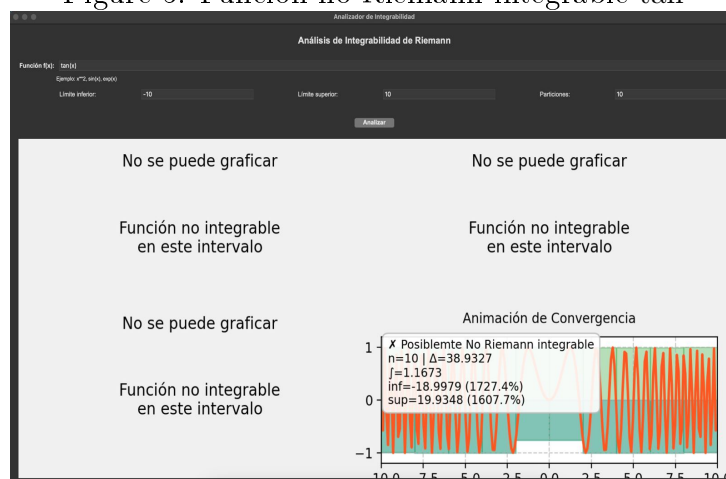 Figure 3: Función no Riemann integrable tan
Analizador de Integrabilidad
Análisis de Integrabilidad de Riemann
Función f(x): tan(x)
Ejemplo: x**2, sin(x), exp(x)
Límite inferior: -10 Límite superior: 10 Particiones: 10
Analizar
No se puede graficar No se puede graficar
Función no integrable Función no integrable
en este intervalo en este intervalo
No se puede graficar
Función no integrable
en este intervalo
Animación de Convergencia
✗ Posiblemte No Riemann integrable
n=10 | Δ=38.9327
∫=1.1673
inf=-18.9979 (1727.4%)
sup=19.9348 (1607.7%)
1
0
−1
7.5 5.0 2.5 0.0 2.5 5.0 7.5